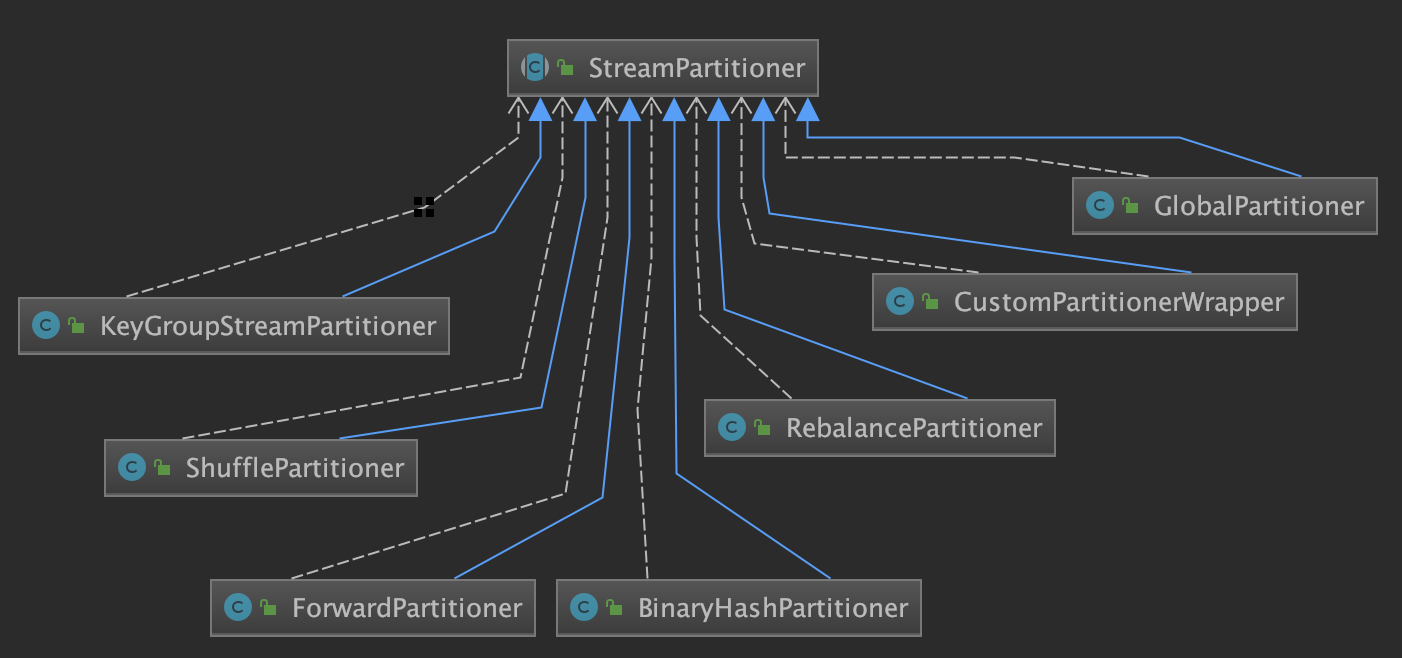 StreamPartitioner
GlobalPartitioner
CustomPartitionerWrapper
KeyGroupStreamPartitioner
RebalancePartitioner
ShufflePartitioner
ForwardPartitioner
BinaryHashPartitioner